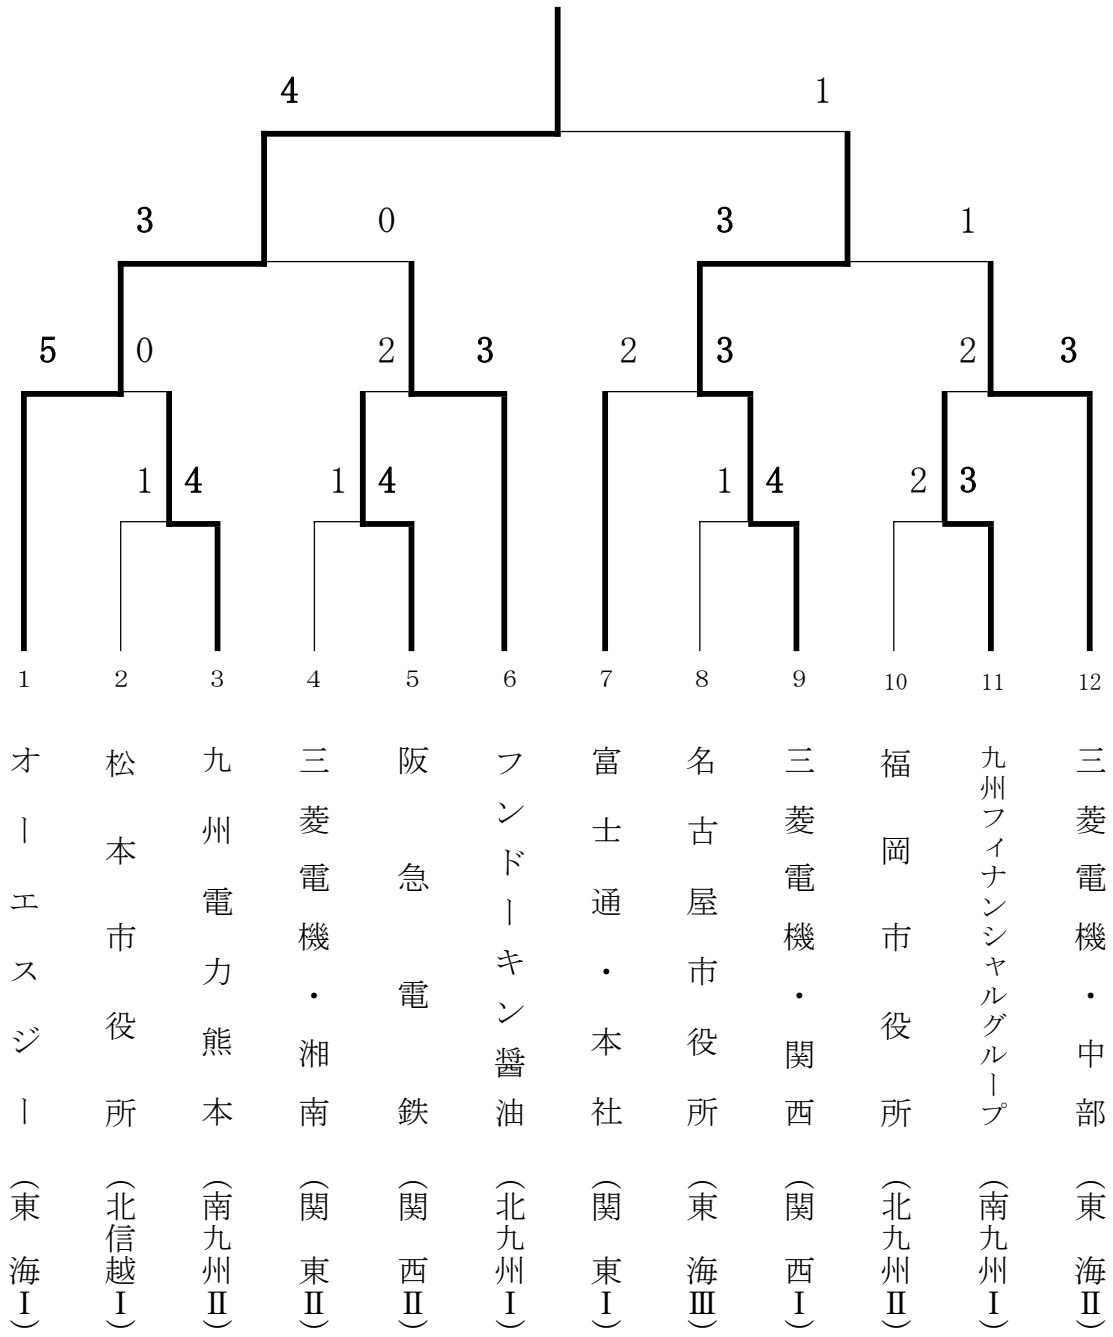 4 1
3 0 3 1
5 0 2 3 2 3 2 3
1 4 1 4 1 4 2 3
1 2 3 4 5 6 7 8 9 10 11 12
オーエスジー（東海Ⅰ）
松本市役所（北信越Ⅰ）
九州電力熊本（南九州Ⅱ）
三菱電機・湘南（関東Ⅱ）
阪急電鉄（関西Ⅱ）
フンドーキン醤油（北九州Ⅰ）
富士通・本社（関東Ⅰ）
名古屋市役所（東海Ⅲ）
三菱電機・関西（関西Ⅰ）
福岡市役所（北九州Ⅱ）
九州フィナンシャルグループ（南九州Ⅰ）
三菱電機・中部（東海Ⅱ）